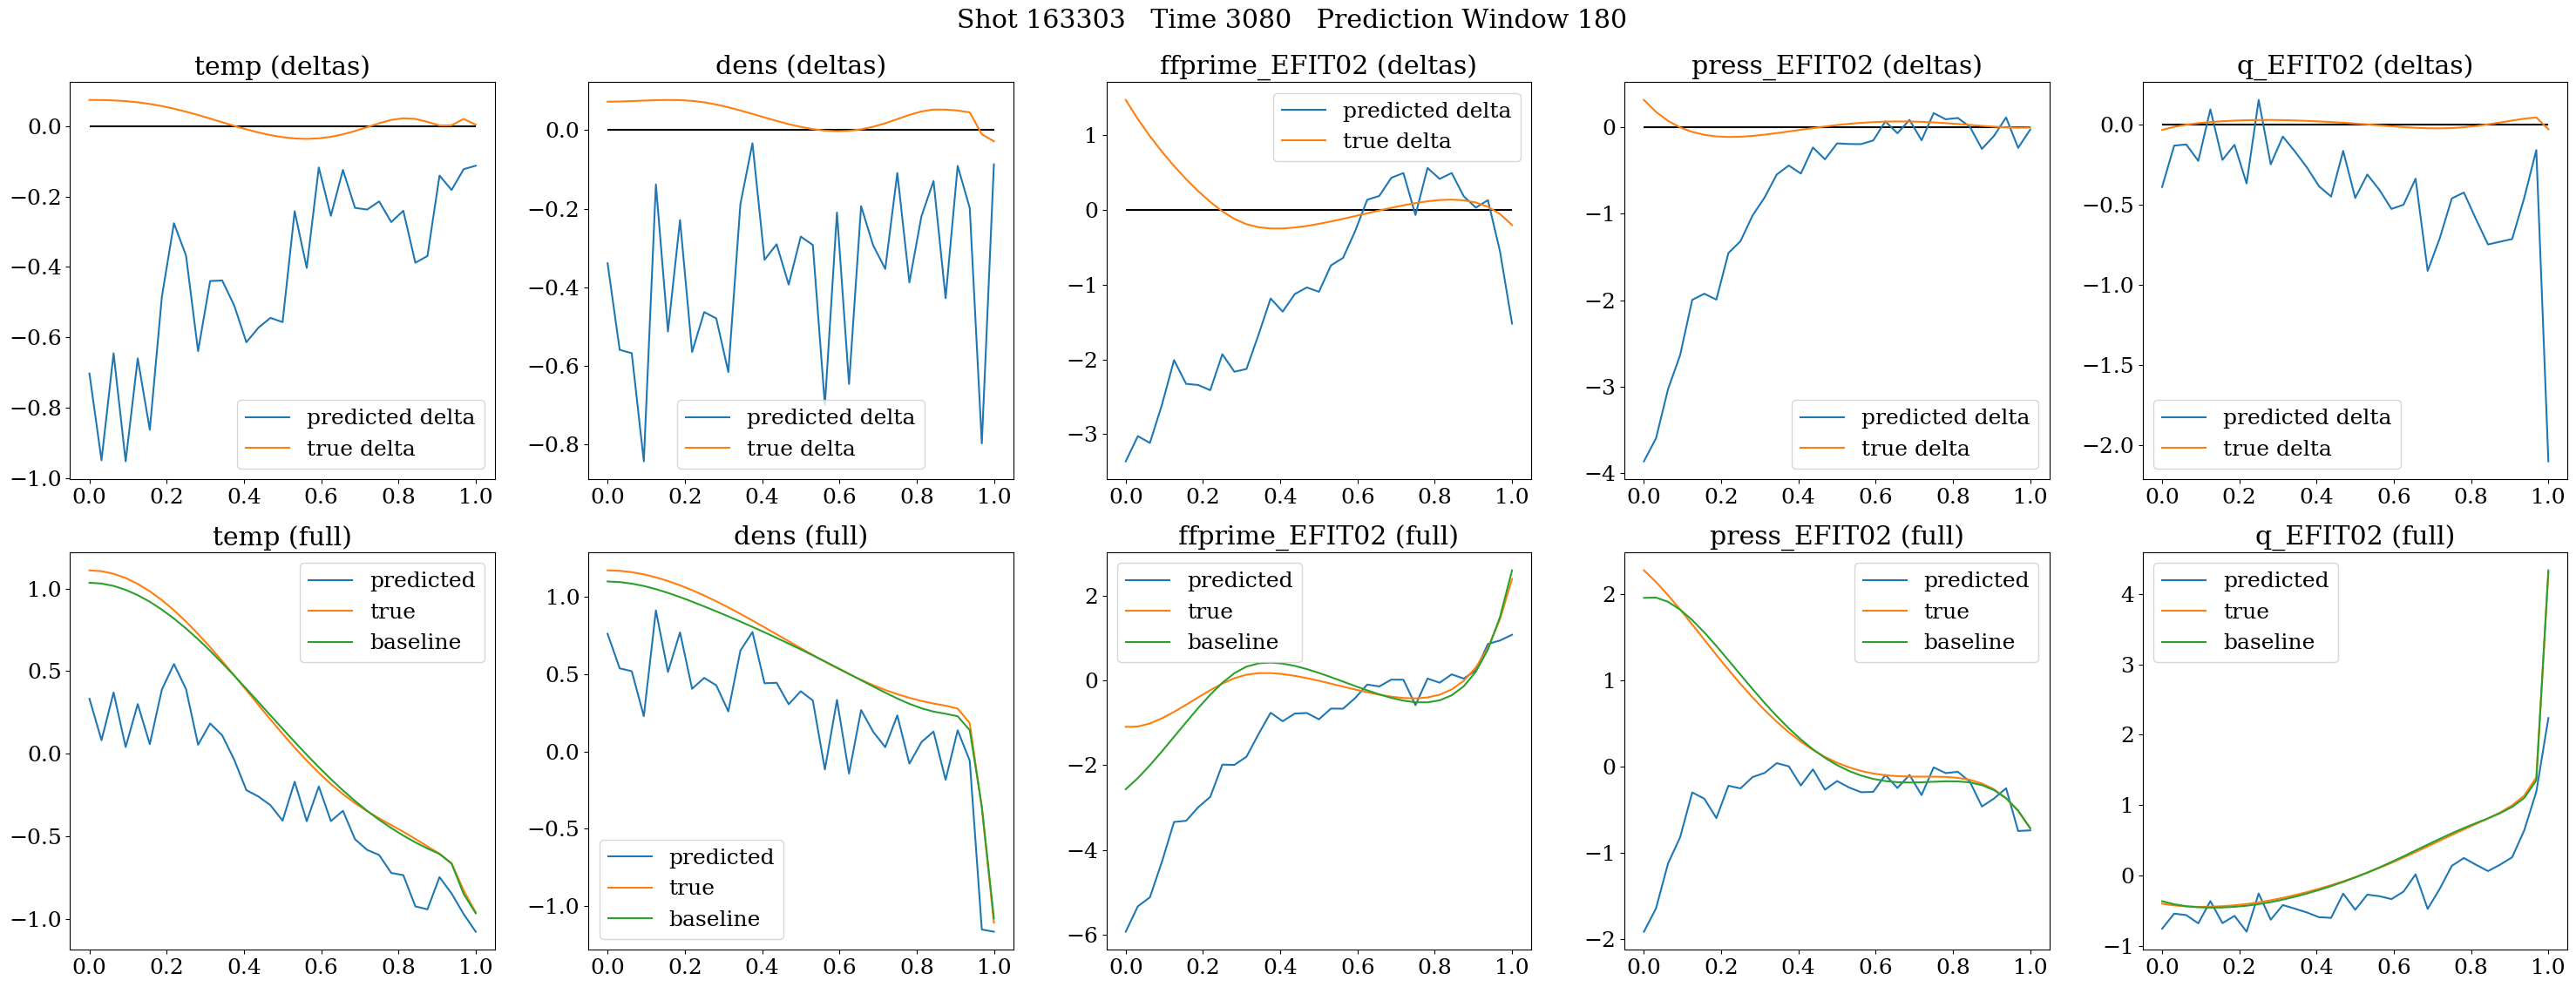 Shot 163303   Time 3080   Prediction Window 180
temp (deltas)
0.0
−0.2
−0.4
−0.6
−0.8
−1.0
0.0 0.2 0.4 0.6 0.8 1.0
predicted delta
true delta
dens (deltas)
0.0
−0.2
−0.4
−0.6
−0.8
0.0 0.2 0.4 0.6 0.8 1.0
predicted delta
true delta
ffprime_EFIT02 (deltas)
1
0
−1
−2
−3
0.0 0.2 0.4 0.6 0.8 1.0
predicted delta
true delta
press_EFIT02 (deltas)
0
−1
−2
−3
−4
0.0 0.2 0.4 0.6 0.8 1.0
predicted delta
true delta
q_EFIT02 (deltas)
0.0
−0.5
−1.0
−1.5
−2.0
0.0 0.2 0.4 0.6 0.8 1.0
predicted delta
true delta
temp (full)
1.0
0.5
0.0
−0.5
−1.0
0.0 0.2 0.4 0.6 0.8 1.0
predicted
true
baseline
dens (full)
1.0
0.5
0.0
−0.5
−1.0
0.0 0.2 0.4 0.6 0.8 1.0
predicted
true
baseline
ffprime_EFIT02 (full)
2
0
−2
−4
−6
0.0 0.2 0.4 0.6 0.8 1.0
predicted
true
baseline
press_EFIT02 (full)
2
1
0
−1
−2
0.0 0.2 0.4 0.6 0.8 1.0
predicted
true
baseline
q_EFIT02 (full)
4
3
2
1
0
−1
0.0 0.2 0.4 0.6 0.8 1.0
predicted
true
baseline